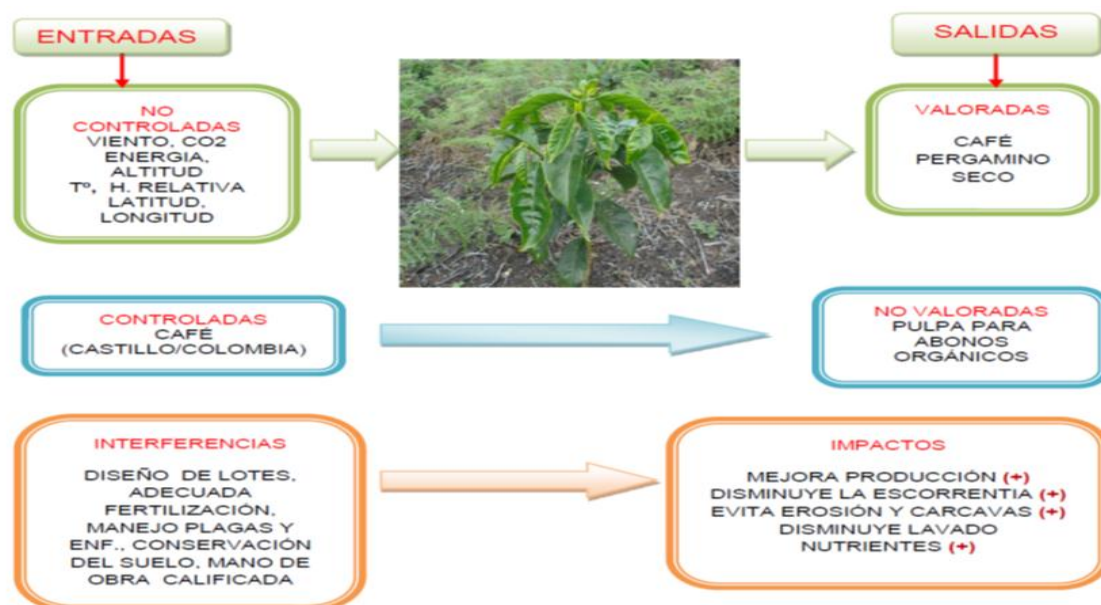 ENTRADAS
NO
CONTROLADAS
VIENTO, CO2
ENERGIA,
ALTITUD
Tº, H. RELATIVA
LATITUD,
LONGITUD
SALIDAS
VALORADAS
CAFÉ
PERGAMINO
SECO
CONTROLADAS
CAFÉ
(CASTILLO/COLOMBIA)
NO VALORADAS
PULPA PARA
ABONOS
ORGÁNICOS
INTERFERENCIAS
DISEÑO DE LOTES,
ADECUADA
FERTILIZACIÓN,
MANEJO PLAGAS Y
ENF., CONSERVACIÓN
DEL SUELO, MANO DE
OBRA CALIFICADA
IMPACTOS
MEJORA PRODUCCIÓN (+)
DISMINUYE LA ESCORRENTIA (+)
EVITA EROSIÓN Y CARCAVAS (+)
DISMINUYE LAVADO
NUTRIENTES (+)